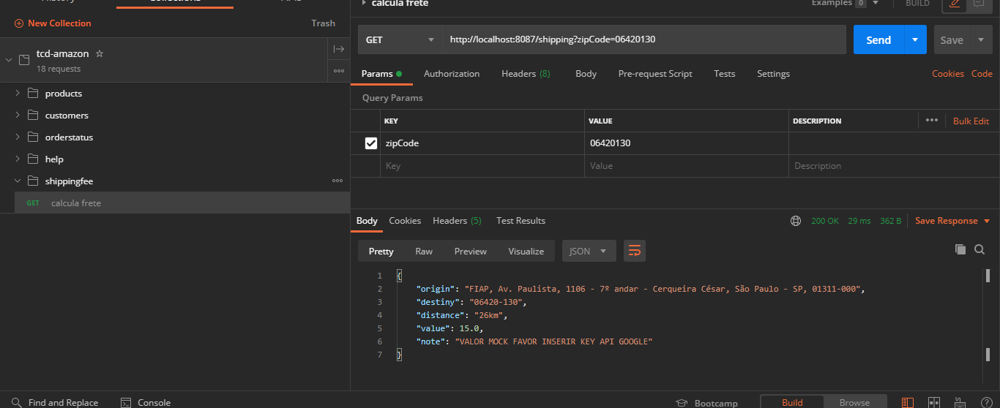 History Collections APIs
New Collection Trash
tcd-amazon
18 requests
products
customers
orderstatus
help
shippingfee
GET calcula frete
calcula frete Examples 0 BUILD
GET http://localhost:8087/shipping?zipCode=06420130 Send Save
Params Authorization Headers (8) Body Pre-request Script Tests Settings Cookies Code
Query Params
KEY VALUE DESCRIPTION Bulk Edit
zipCode 06420130
Key Value Description
Body Cookies Headers (5) Test Results 200 OK 29 ms 362 B Save Response
Pretty Raw Preview Visualize JSON
1 {
2 "origin": "FIAP, Av. Paulista, 1106 - 7º andar - Cerqueira César, São Paulo - SP, 01311-000",
3 "destiny": "06420-130",
4 "distance": "26km",
5 "value": 15.0,
6 "note": "VALOR MOCK FAVOR INSERIR KEY API GOOGLE"
7 }
Find and Replace Console Bootcamp Build Browse